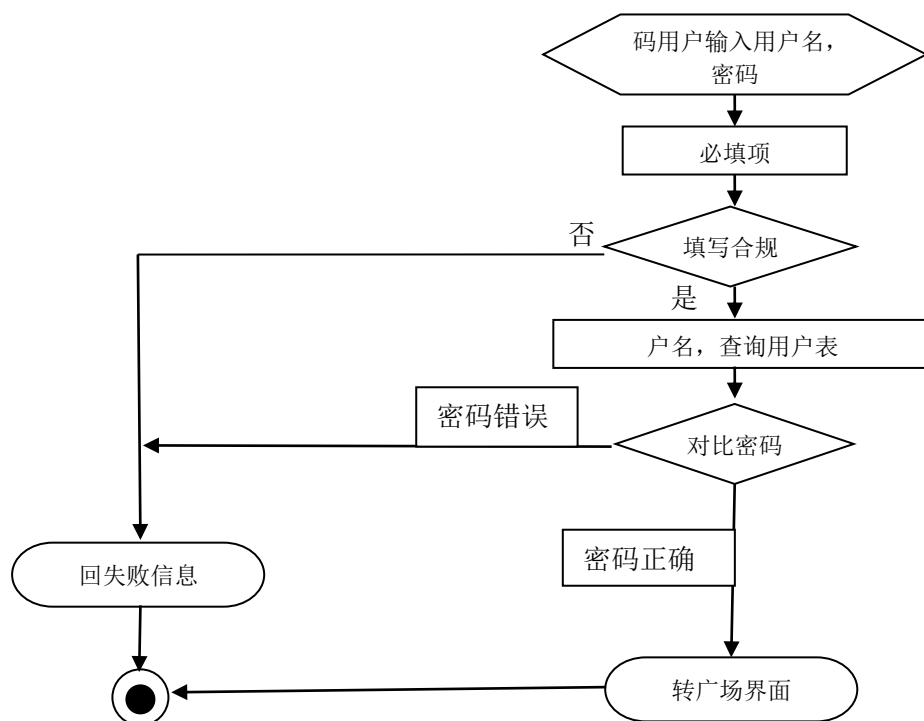 码用户输入用户名，
密码
必填项
否
填写合规
是
户名，查询用户表
密码错误
对比密码
密码正确
回失败信息
转广场界面